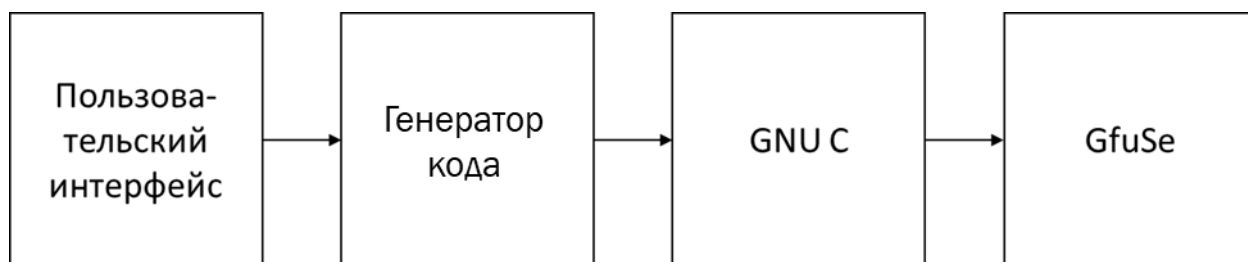 Пользова-
тельский
интерфейс
Генератор
кода
GNU C
GfuSe